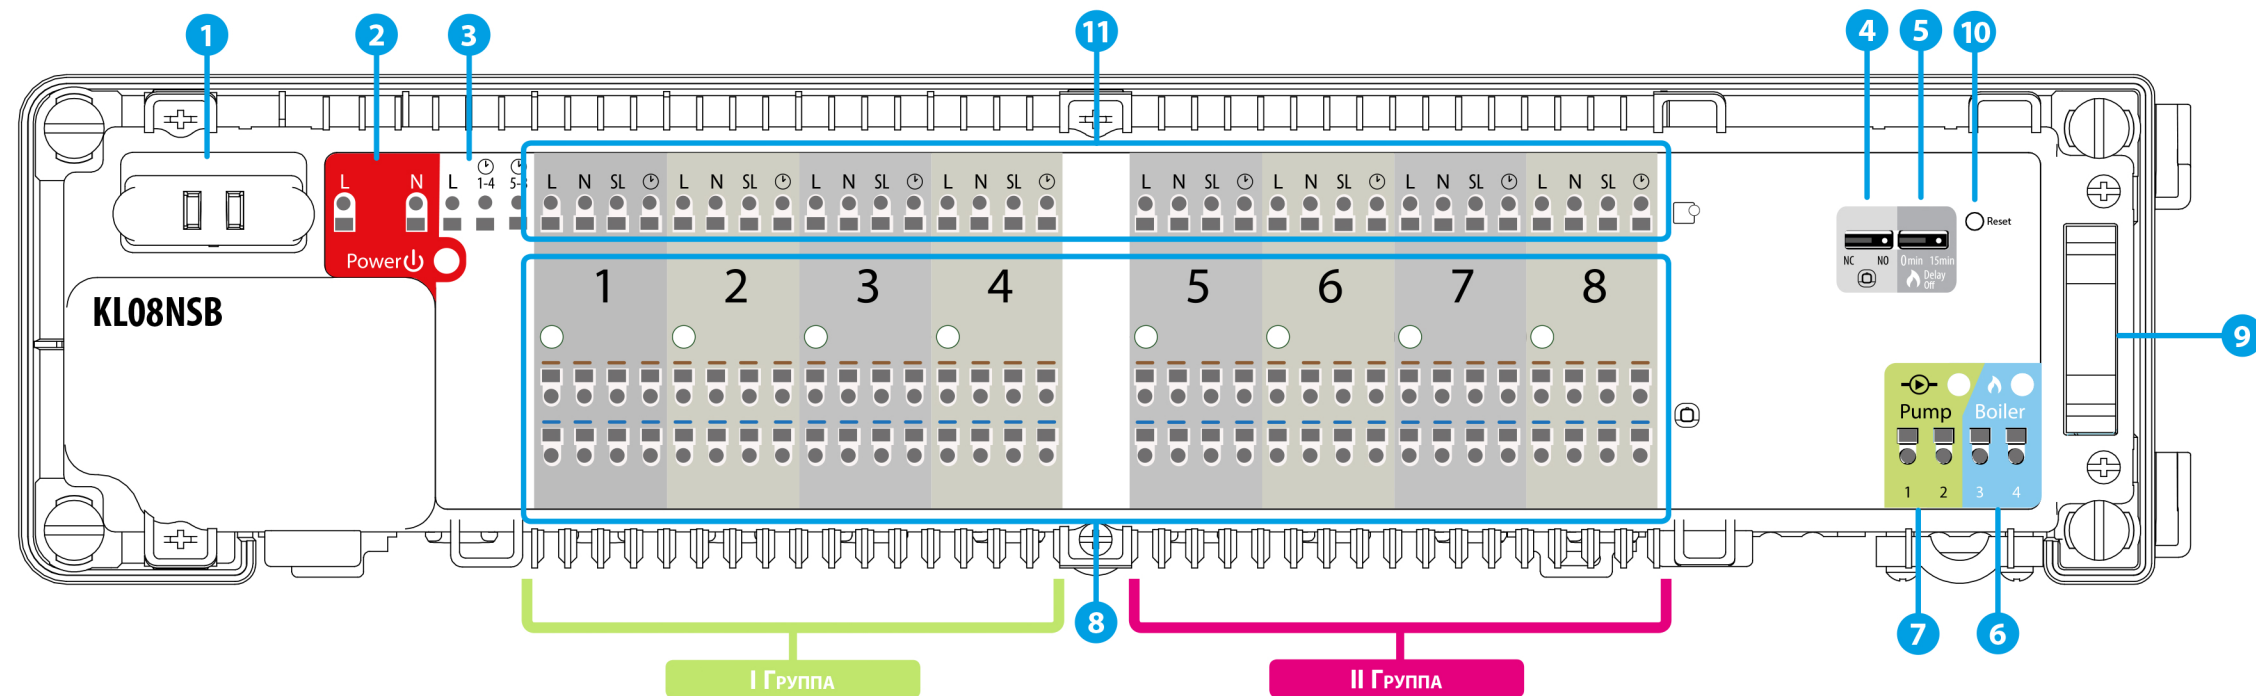 1 2 3 11 4 5 10
L N L 1-4 5-8 L N SL L N SL L N SL L N SL L N SL L N SL L N SL L N SL
Reset
Power
NC NO 0 min 15min
Delay
Off
KL08NSB
1 2 3 4 5 6 7 8
9
Pump Boiler
1 2 3 4
8 7 6
I Группа II Группа